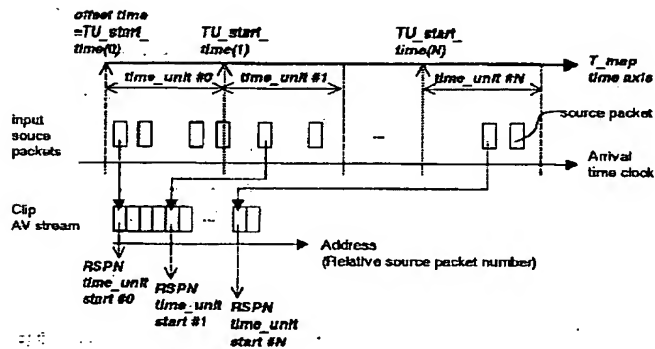 offset time
=TU_start_
time(0)
TU_start_
time(1)
TU_start_
time(N)
T_map
time axis
time_unit #0
time_unit #1
time_unit #N
input
souce
packets
source packet
...
Arrival
time clock
Clip
AV stream
...
Address
(Relative source packet number)
RSPN
time_unit
start #0
RSPN
time_unit
start #1
RSPN
time_unit
start #N